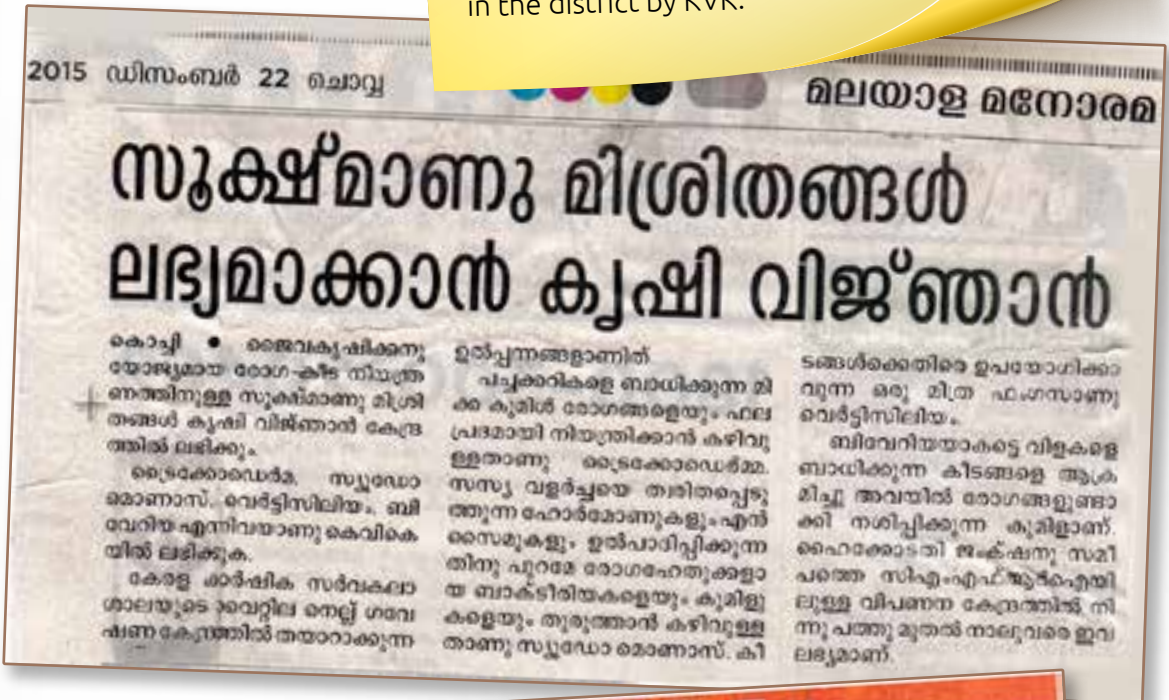 in the district by KVK.
2015 ഡിസംബർ 22 ചൊവ്വ
മലയാള മനോരമ
സൂക്ഷ്മാണു മിശ്രിതങ്ങൾ
ലഭ്യമാക്കാൻ കൃഷി വിജ്ഞാൻ
കൊച്ചി ● ജൈവകൃഷിക്കനു
യോജ്യമായ രോഗ-കീട നിയന്ത്ര
ണത്തിനുള്ള സൂക്ഷ്മാണു മിശ്രി
തങ്ങൾ കൃഷി വിജ്ഞാൻ കേന്ദ്ര
ത്തിൽ ലഭിക്കും.
ട്രൈക്കോഡെർമ, സ്യൂഡോ
മൊണാസ്, വെർട്ടിസിലിയം, ബി
വേറിയ എന്നിവയാണു കെവികെ
യിൽ ലഭിക്കുക.
കേരള കാർഷിക സർവകലാ
ശാലയുടെ വൈറ്റില നെല്ല് ഗവേ
ഷണ കേന്ദ്രത്തിൽ തയാറാക്കുന്ന
ഉൽപ്പന്നങ്ങളാണിത്
പച്ചക്കറികളെ ബാധിക്കുന്ന മി
ക്ക കുമിൾ രോഗങ്ങളെയും ഫല
പ്രദമായി നിയന്ത്രിക്കാൻ കഴിവു
ള്ളതാണു ട്രൈക്കോഡെർമ്മ.
സസ്യ വളർച്ചയെ ത്വരിതപ്പെടു
ത്തുന്ന ഹോർമോണുകളും എൻ
സൈമുകളും ഉൽപാദിപ്പിക്കുന്ന
തിനു പുറമേ രോഗഹേതുക്കളാ
യ ബാക്ടീരിയകളെയും കുമിളു
കളെയും തുരുത്താൻ കഴിവുള്ള
താണു സ്യൂഡോ മൊണാസ്. കീ
ടങ്ങൾക്കെതിരെ ഉപയോഗിക്കാ
വുന്ന ഒരു മിത്ര ഫംഗസാണു
വെർട്ടിസിലിയം.
ബിവേറിയയാകട്ടെ വിളകളെ
ബാധിക്കുന്ന കീടങ്ങളെ ആക്ര
മിച്ചു അവയിൽ രോഗങ്ങളുണ്ടാ
ക്കി നശിപ്പിക്കുന്ന കുമിളാണ്.
ഹൈക്കോടതി ജംക്‌ഷനു സമീ
പത്തെ സിഎംഎഫ്ആർഐയി
ലുള്ള വിപണന കേന്ദ്രത്തിൽ നി
ന്നു പത്തു മുതൽ നാലുവരെ ഇവ
ലഭ്യമാണ്.